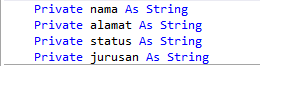 Private nama As String
Private alamat As String
Private status As String
Private jurusan As String